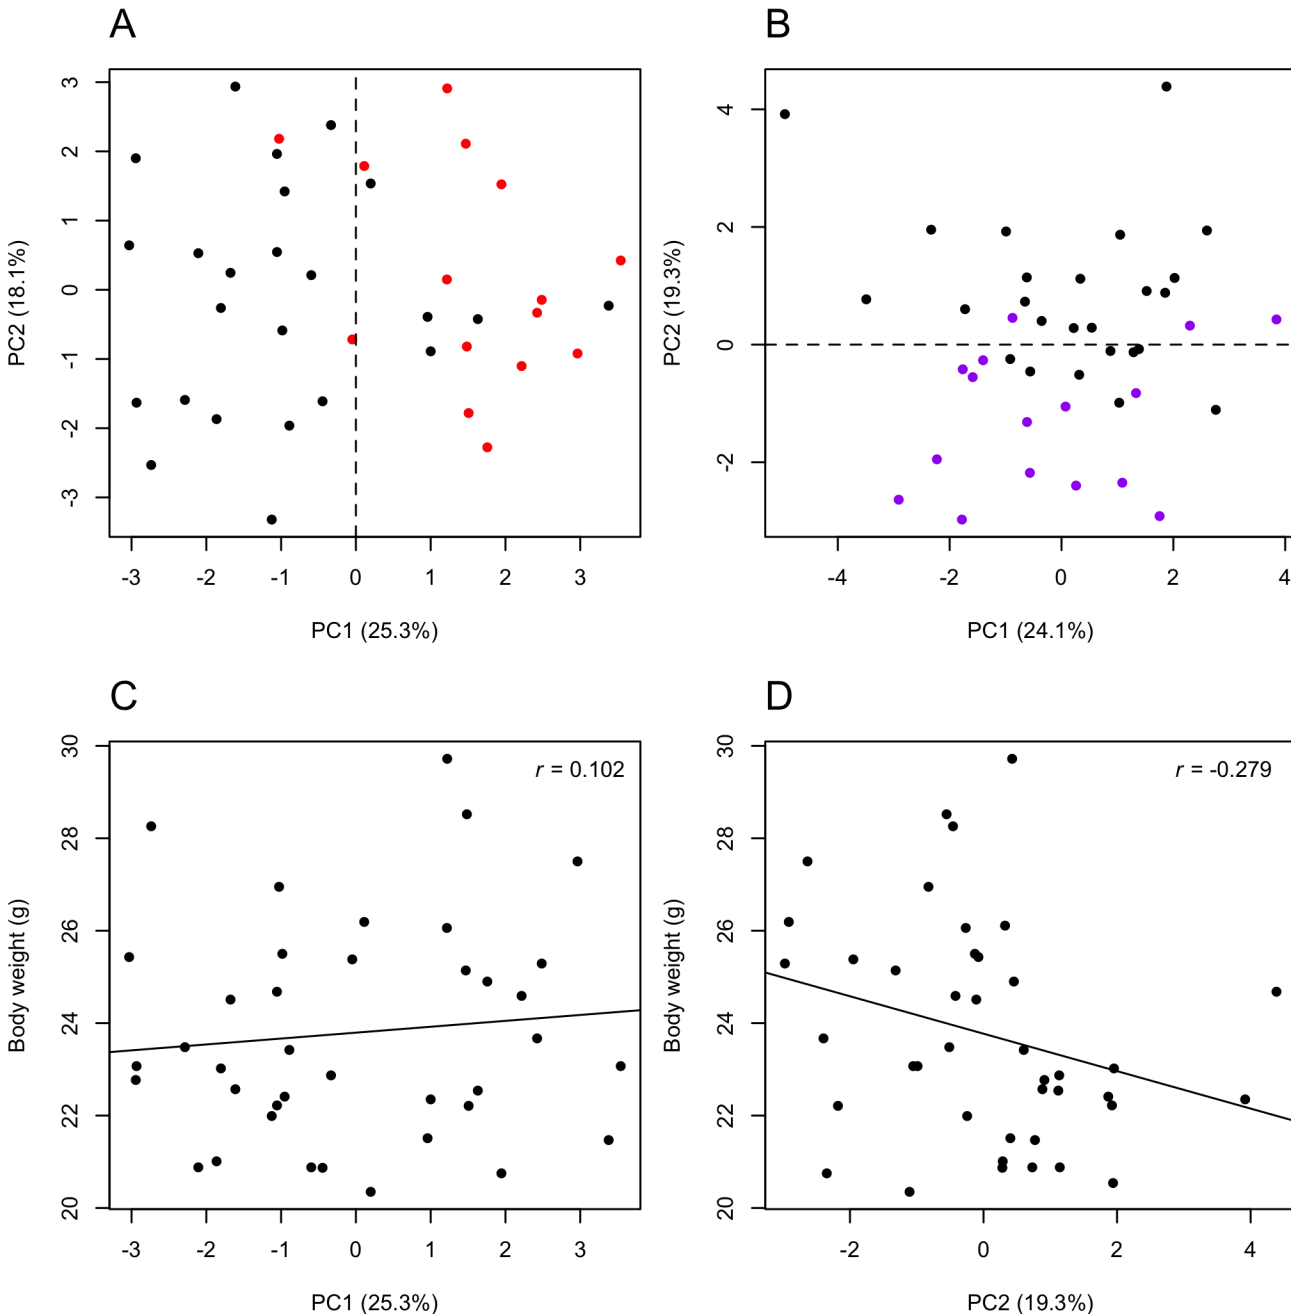 A
3
2
1
0
-1
-2
-3
PC2 (18.1%)
-3 -2 -1 0 1 2 3
PC1 (25.3%)
B
4
2
0
-2
PC2 (19.3%)
-4 -2 0 2 4
PC1 (24.1%)
C
r = 0.102
30
28
26
24
22
20
Body weight (g)
-3 -2 -1 0 1 2 3
PC1 (25.3%)
D
r = -0.279
30
28
26
24
22
20
Body weight (g)
-2 0 2 4
PC2 (19.3%)